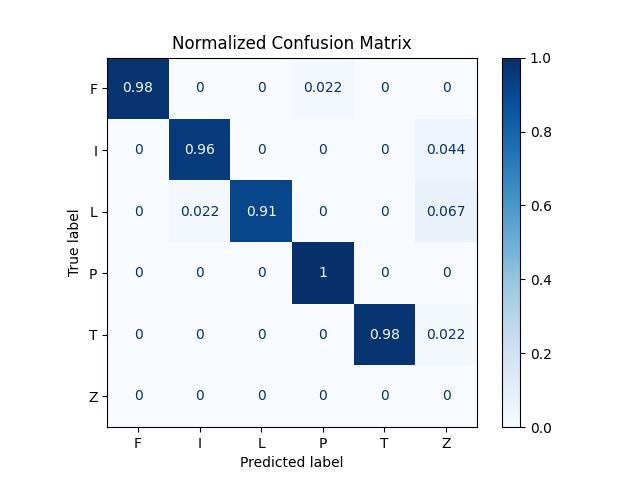 Normalized Confusion Matrix
F 0.98 0 0 0.022 0 0
I 0 0.96 0 0 0 0.044
L 0 0.022 0.91 0 0 0.067
P 0 0 0 1 0 0
T 0 0 0 0 0.98 0.022
Z 0 0 0 0 0 0
F I L P T Z
Predicted label
True label
1.0
0.8
0.6
0.4
0.2
0.0